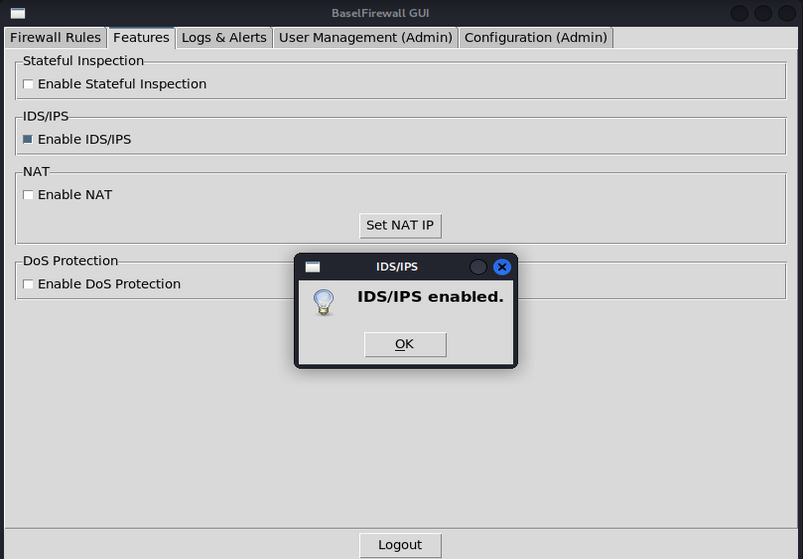 BaselFirewall GUI
Firewall Rules Features Logs & Alerts User Management (Admin) Configuration (Admin)
Stateful Inspection
Enable Stateful Inspection
IDS/IPS
Enable IDS/IPS
NAT
Enable NAT
Set NAT IP
DoS Protection
Enable DoS Protection
IDS/IPS
IDS/IPS enabled.
OK
Logout